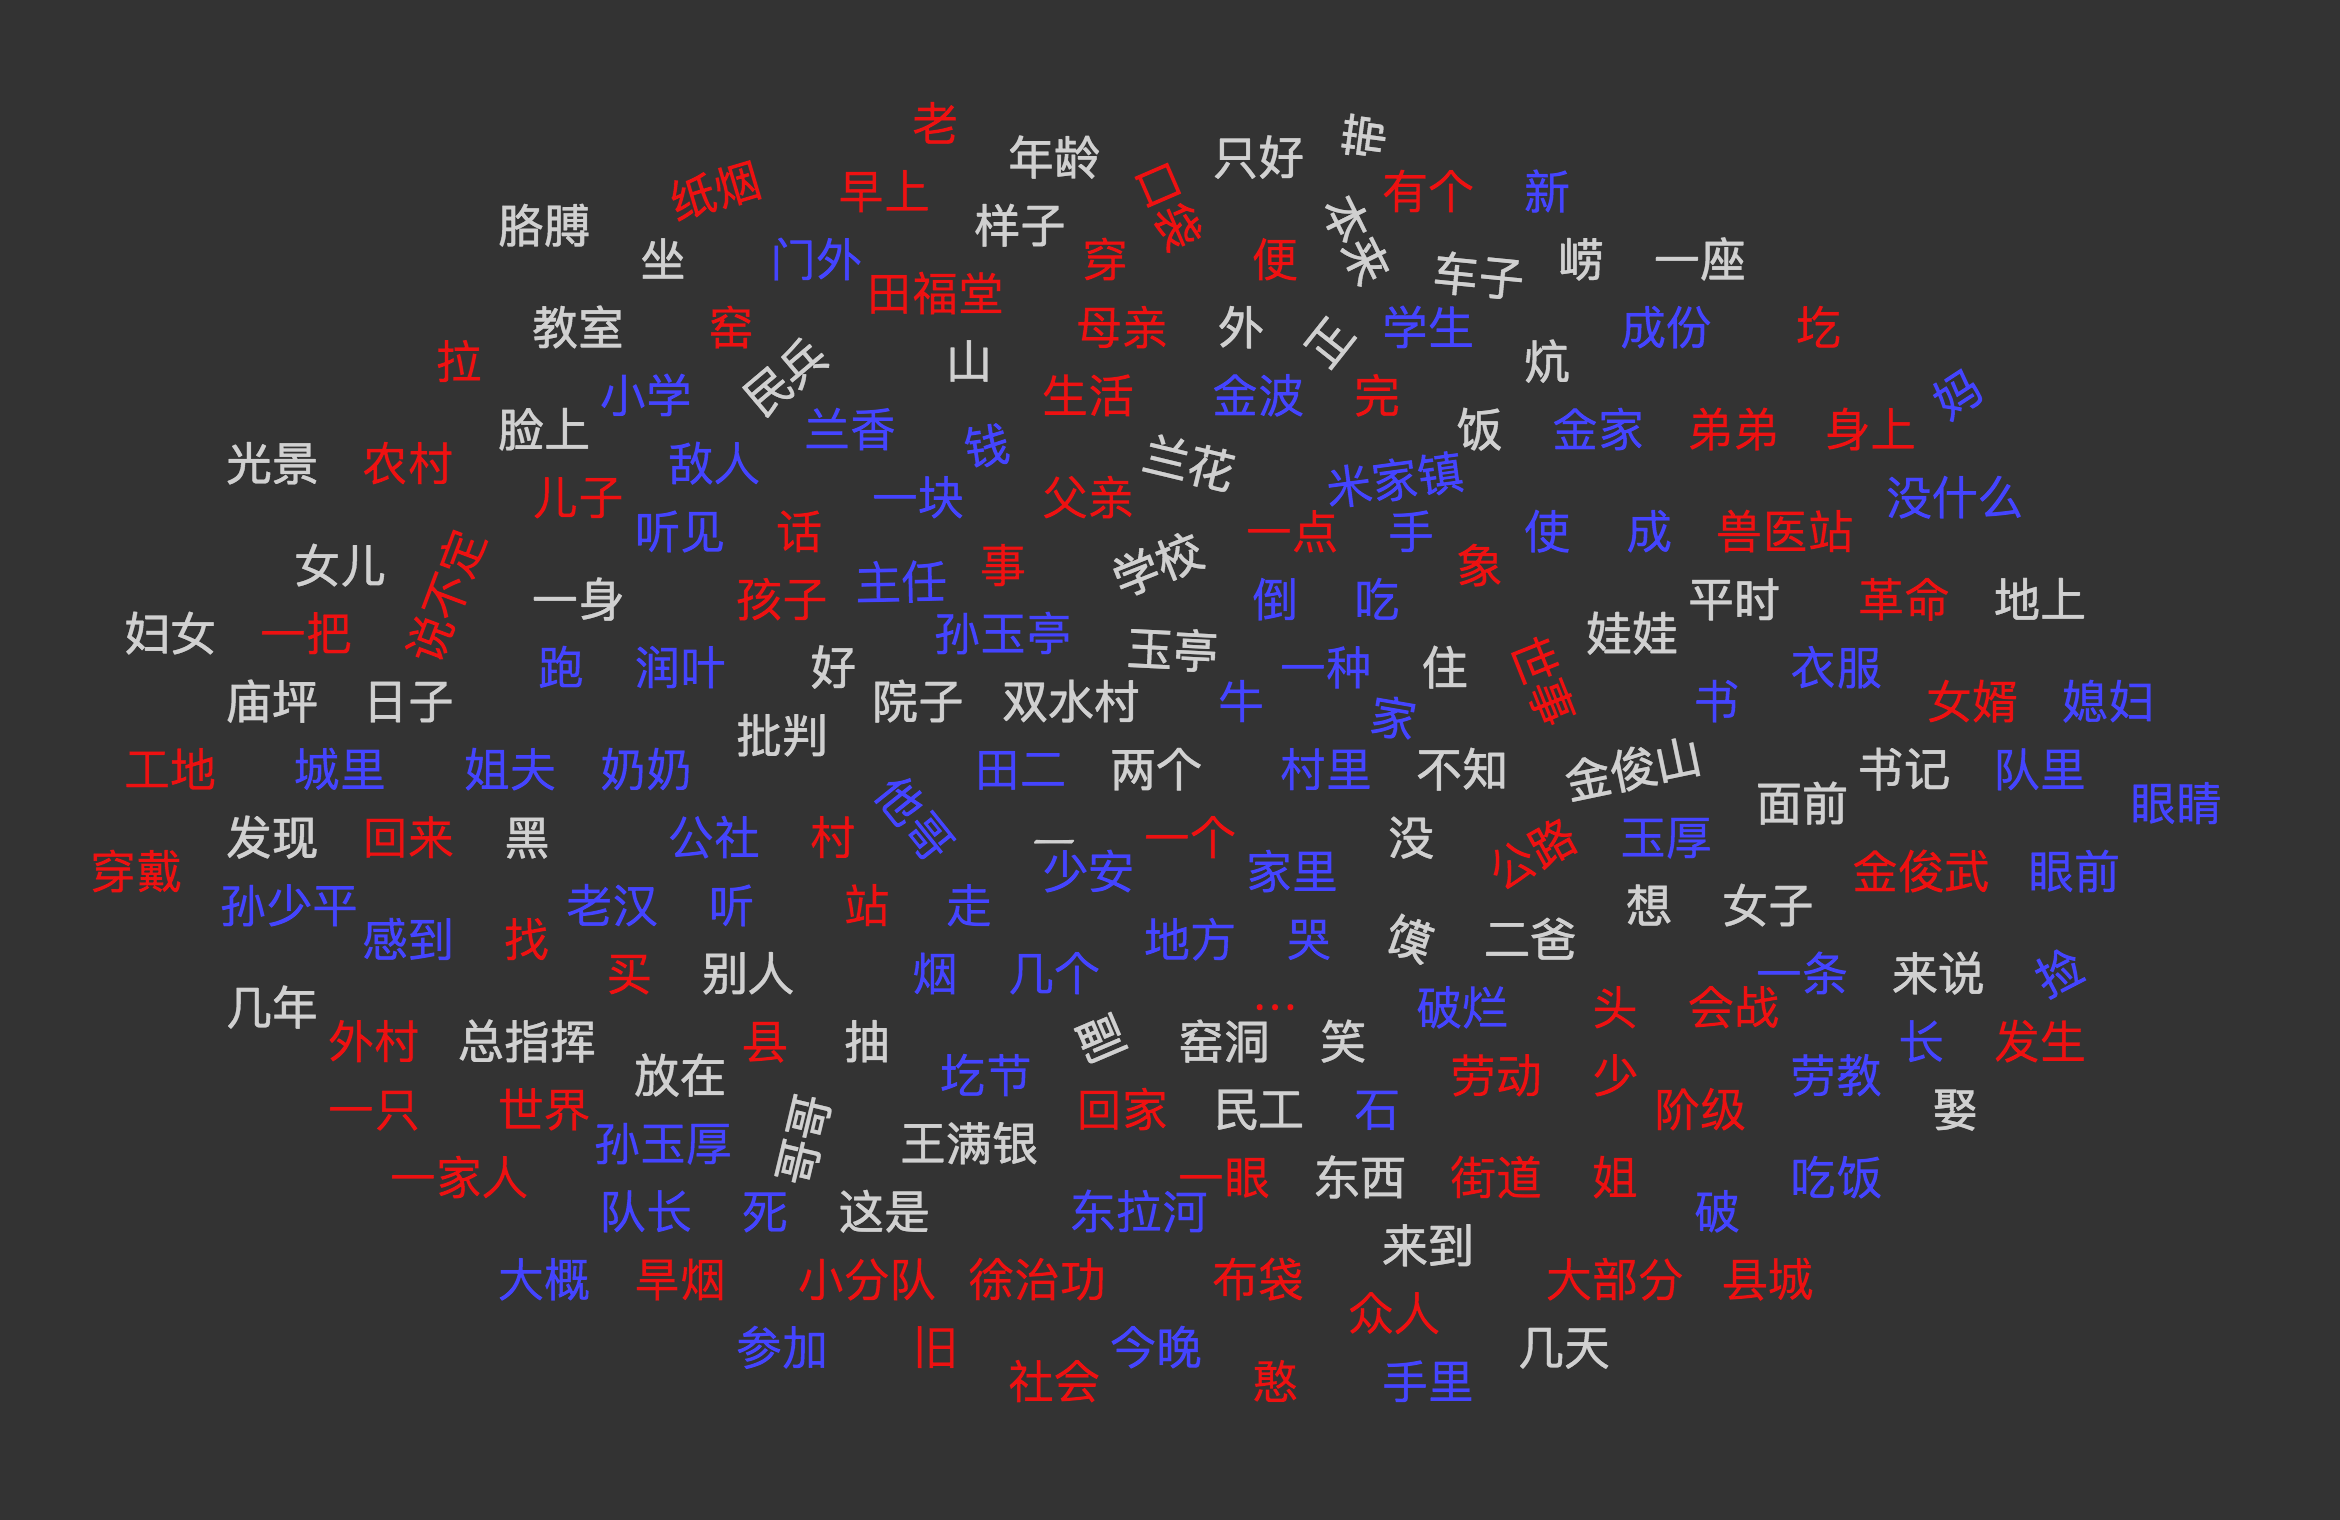 老
年龄 只好
纸烟 早上 口袋 有个 新
胳膊 样子 本来
坐 门外 穿 便 车子 崂 一座
田福堂
教室 窑 母亲 外 正 学生 成份 圪
拉 民兵 山 炕
小学 生活 金波 完 妈
脸上 兰香 钱 饭 金家 弟弟 身上
光景 农村 敌人 兰花 米家镇
儿子 一块 父亲 没什么
听见 话 一点 手 使 成 兽医站
女儿 说不定 主任 事 学校 象
一身 孩子 倒 吃 平时 革命 地上
妇女 一把 孙玉亭 玉亭 娃娃
跑 润叶 好 一种 住 衣服
庙坪 日子 院子 双水村 牛 家 书 女婿 媳妇
批判
工地 城里 姐夫 奶奶 田二 两个 村里 不知 金俊山 书记 队里
面前 眼睛
发现 回来 黑 公社 村 一 一个 没 公路 玉厚
穿戴 少安 家里 金俊武 眼前
孙少平 老汉 听 站 走 想 女子
感到 找 地方 哭 馍 二爸
买 别人 烟 几个 一条 来说 捡
几年 … 破烂 头 会战
外村 总指挥 县 抽 窑洞 笑 长 发生
放在 圪节 劳动 少 劳教
一只 世界 回家 民工 石 阶级 娶
孙玉厚 王满银
一家人 一眼 东西 街道 姐 吃饭
队长 死 这是 东拉河 破
来到
大概 旱烟 小分队 徐治功 布袋 大部分 县城
众人
参加 旧 今晚 几天
社会 憨 手里